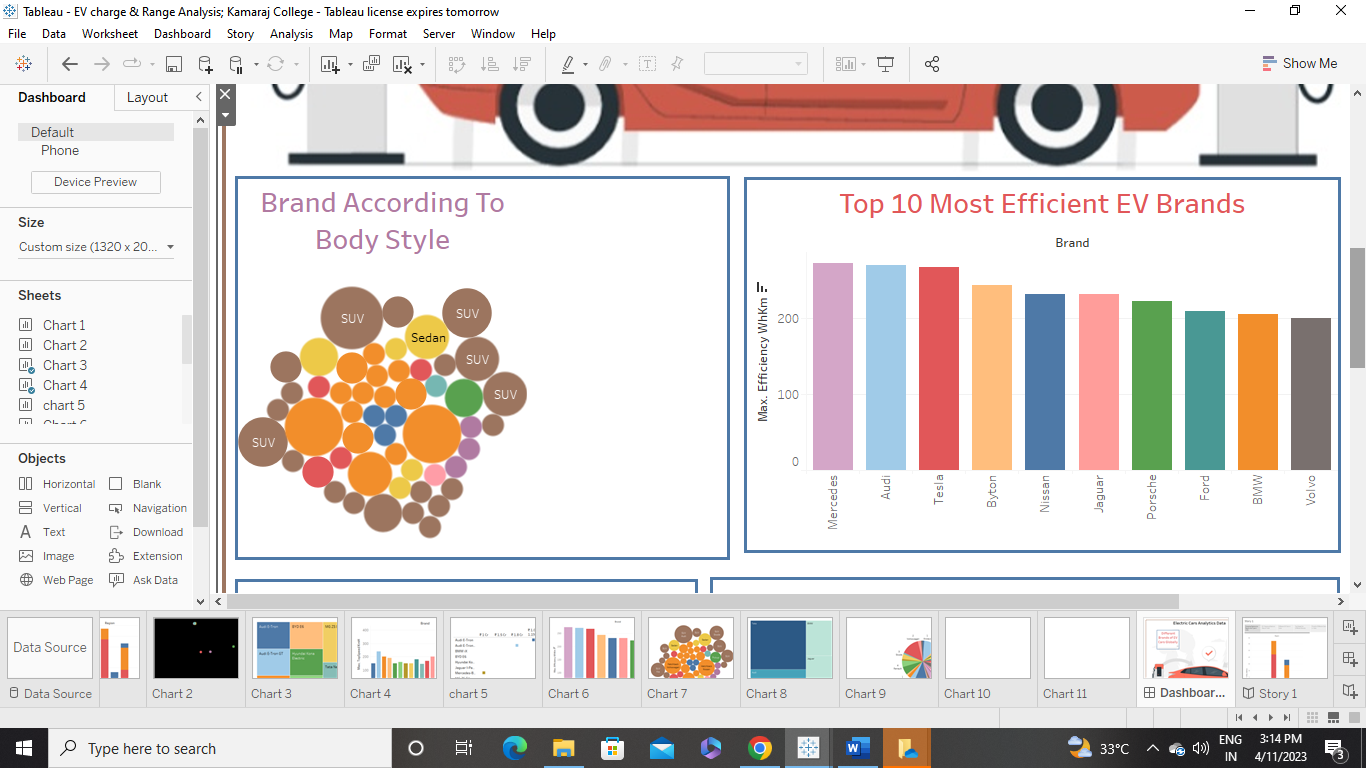 Tableau - EV charge & Range Analysis; Kamaraj College - Tableau license expires tomorrow
File Data Worksheet Dashboard Story Analysis Map Format Server Window Help
Show Me
Dashboard Layout
Default
Phone
Device Preview
Size
Custom size (1320 x 20...
Sheets
Chart 1
Chart 2
Chart 3
Chart 4
chart 5
Objects
Horizontal Blank
Vertical Navigation
Text Download
Image Extension
Web Page Ask Data
Brand According To
Body Style
SUV
SUV
Sedan
SUV
SUV
SUV
Top 10 Most Efficient EV Brands
Brand
Max. Efficiency WhKm
200
100
0
Mercedes
Audi
Tesla
Byton
Nissan
Jaguar
Porsche
Ford
BMW
Volvo
Data Source
Electric Cars Analytics Data
Data Source Chart 2 Chart 3 Chart 4 chart 5 Chart 6 Chart 7 Chart 8 Chart 9 Chart 10 Chart 11 Dashboar... Story 1
Type here to search
33°C
ENG
IN
3:14 PM
4/11/2023
3